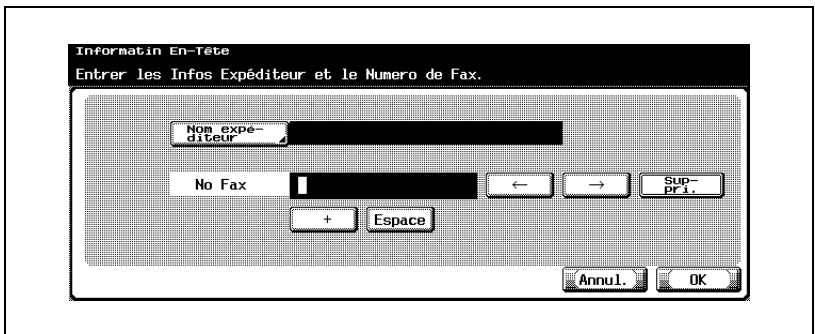 Informatin En-Tête
Entrer les Infos Expéditeur et le Numero de Fax.
Nom expé-
diteur
No Fax ← → Sup-
pri.
+ Espace
Annul. OK